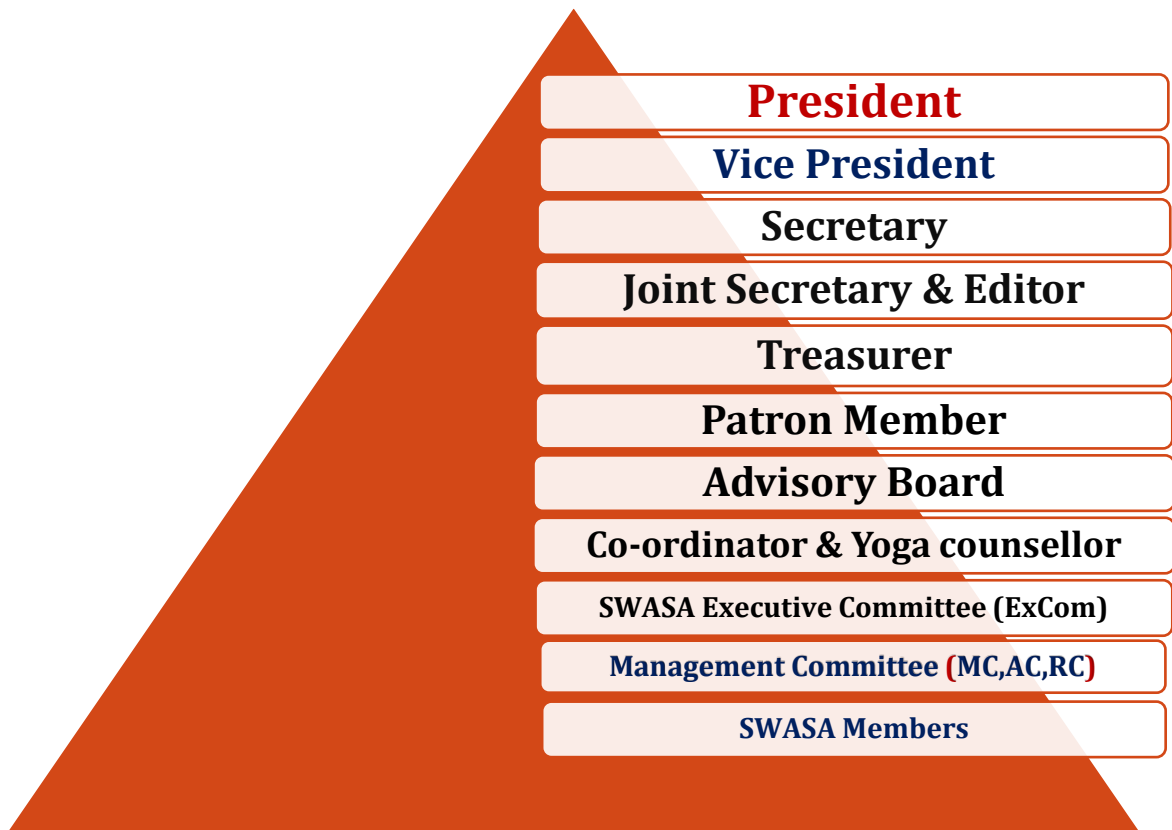 President
Vice President
Secretary
Joint Secretary & Editor
Treasurer
Patron Member
Advisory Board
Co-ordinator & Yoga counsellor
SWASA Executive Committee (ExCom)
Management Committee (MC,AC,RC)
SWASA Members